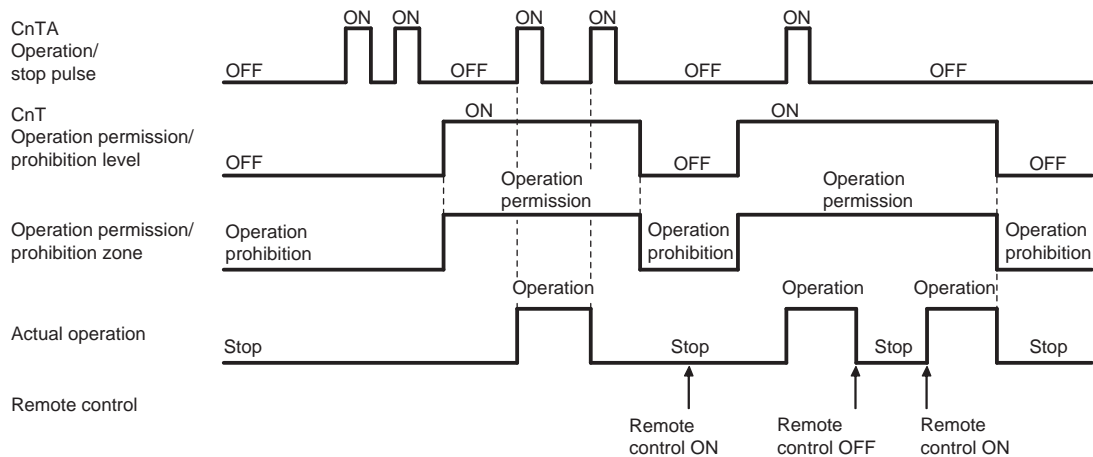 CnTA
Operation/
stop pulse
ON ON ON ON ON
OFF OFF OFF OFF
CnT
Operation permission/
prohibition level
ON ON
OFF OFF OFF
Operation permission/
prohibition zone
Operation
permission
Operation
permission
Operation
prohibition
Operation
prohibition
Operation
prohibition
Actual operation
Operation Operation Operation
Stop Stop Stop Stop
Remote control
Remote
control ON
Remote
control OFF
Remote
control ON